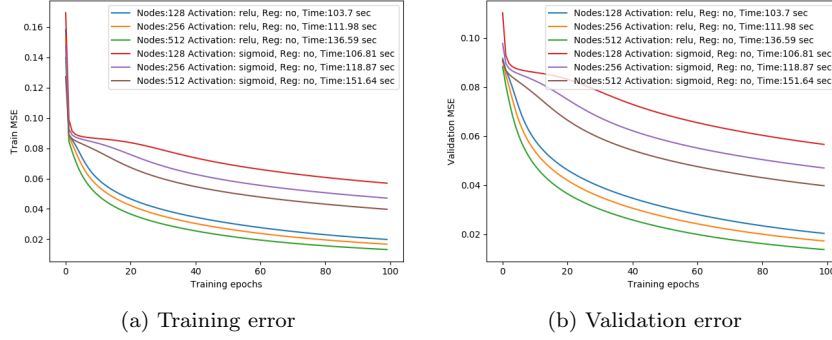 Nodes:128 Activation: relu, Reg: no, Time:103.7 sec
Nodes:256 Activation: relu, Reg: no, Time:111.98 sec
Nodes:512 Activation: relu, Reg: no, Time:136.59 sec
Nodes:128 Activation: sigmoid, Reg: no, Time:106.81 sec
Nodes:256 Activation: sigmoid, Reg: no, Time:118.87 sec
Nodes:512 Activation: sigmoid, Reg: no, Time:151.64 sec
0.16
0.14
0.12
0.10
0.08
0.06
0.04
0.02
Train MSE
0
20
40
60
80
100
Training epochs
(a) Training error
Nodes:128 Activation: relu, Reg: no, Time:103.7 sec
Nodes:256 Activation: relu, Reg: no, Time:111.98 sec
Nodes:512 Activation: relu, Reg: no, Time:136.59 sec
Nodes:128 Activation: sigmoid, Reg: no, Time:106.81 sec
Nodes:256 Activation: sigmoid, Reg: no, Time:118.87 sec
Nodes:512 Activation: sigmoid, Reg: no, Time:151.64 sec
0.10
0.08
0.06
0.04
0.02
Validation MSE
0
20
40
60
80
100
Training epochs
(b) Validation error